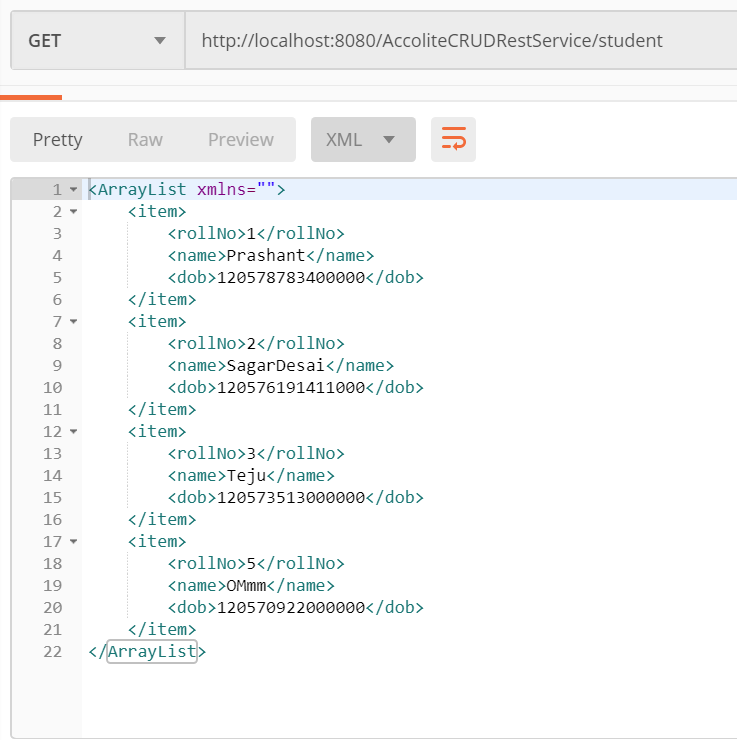 GET http://localhost:8080/AccoliteCRUDRestService/student
Pretty Raw Preview XML
1 <ArrayList xmlns="">
2 <item>
3 <rollNo>1</rollNo>
4 <name>Prashant</name>
5 <dob>120578783400000</dob>
6 </item>
7 <item>
8 <rollNo>2</rollNo>
9 <name>SagarDesai</name>
10 <dob>120576191411000</dob>
11 </item>
12 <item>
13 <rollNo>3</rollNo>
14 <name>Teju</name>
15 <dob>120573513000000</dob>
16 </item>
17 <item>
18 <rollNo>5</rollNo>
19 <name>OMmm</name>
20 <dob>120570922000000</dob>
21 </item>
22 </ArrayList>